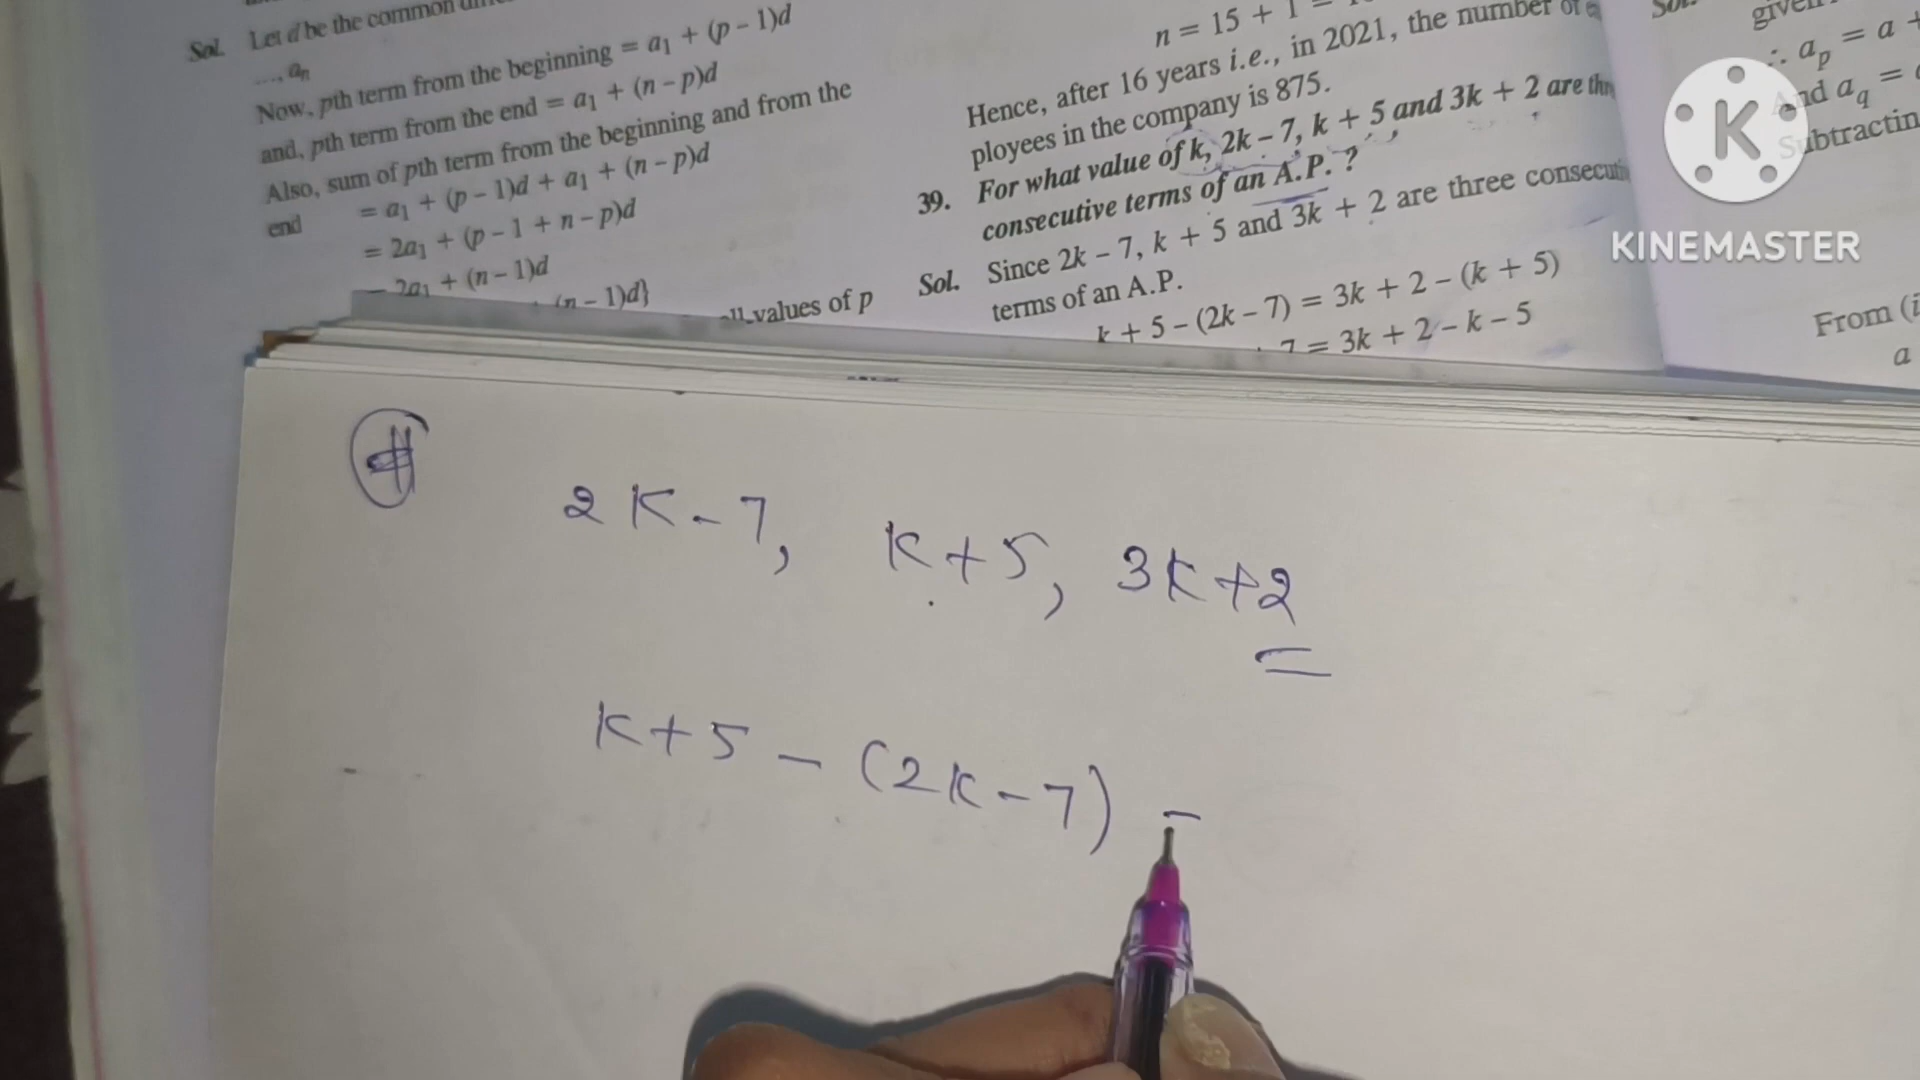 Sol. Let d be the common
..., aₙ
Now, pth term from the beginning = a₁ + (p – 1)d
and, pth term from the end = a₁ + (n – p)d
Also, sum of pth term from the beginning and from the
end = a₁ + (p – 1)d + a₁ + (n – p)d
= 2a₁ + (p – 1 + n – p)d
= 2a₁ + (n – 1)d
(n – 1)d}
values of p
n = 15 + 1
Hence, after 16 years i.e., in 2021, the number of
ployees in the company is 875.
39. For what value of k, 2k – 7, k + 5 and 3k + 2 are
consecutive terms of an A.P. ?
Sol. Since 2k – 7, k + 5 and 3k + 2 are three
terms of an A.P.
k + 5 – (2k – 7) = 3k + 2 – (k + 5)
7 = 3k + 2 – k – 5
Sol. given
∴ aₚ = a +
And a_q =
Subtractin
From (i
a
K
KINEMASTER
2K-7, K+5, 3K+2
=
K+5 - (2K-7) -